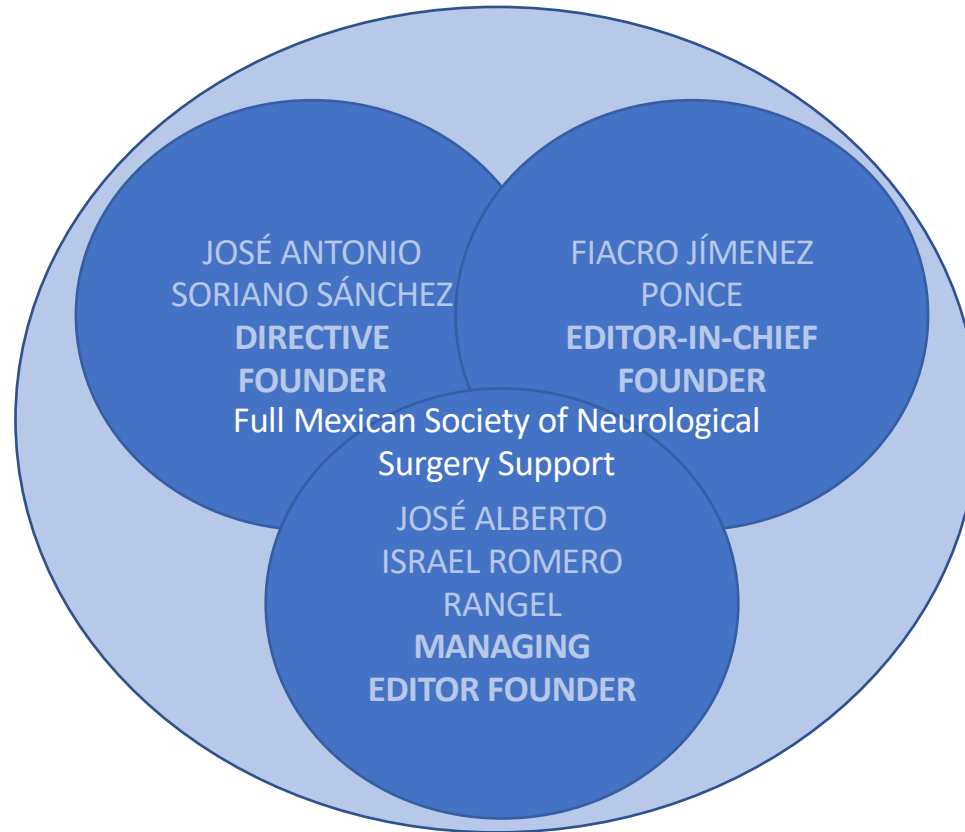 JOSÉ ANTONIO
SORIANO SÁNCHEZ
DIRECTIVE
FOUNDER
FIACRO JÍMENEZ
PONCE
EDITOR-IN-CHIEF
FOUNDER
Full Mexican Society of Neurological
Surgery Support
JOSÉ ALBERTO
ISRAEL ROMERO
RANGEL
MANAGING
EDITOR FOUNDER